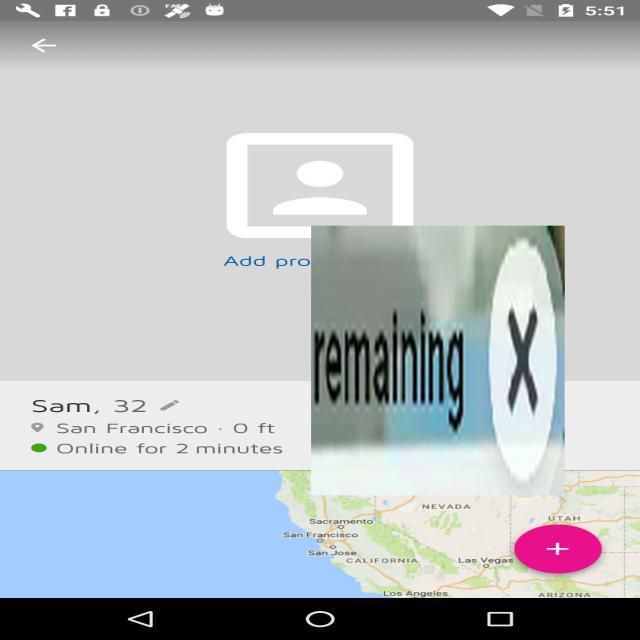 5:51
Add pro
remaining X
Sam, 32
San Francisco · 0 ft
Online for 2 minutes
NEVADA
UTAH
Sacramento
San Francisco
San Jose
CALIFORNIA
Las Vegas
Los Angeles
ARIZONA